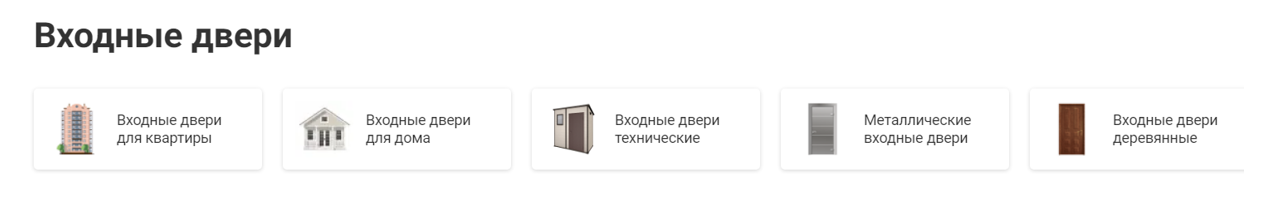 Входные двери
Входные двери
для квартиры
Входные двери
для дома
Входные двери
технические
Металлические
входные двери
Входные двери
деревянные